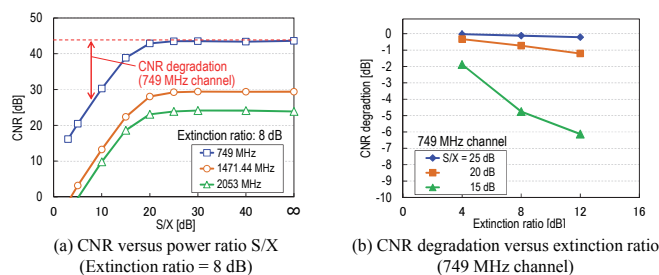 50
40
30
20
10
0
CNR
[dB]
CNR degradation
(749 MHz channel)
Extinction ratio: 8 dB
749 MHz
1471.44 MHz
2053 MHz
0
10
20
30
40
∞
S/X [dB]
(a) CNR versus power ratio S/X
(Extinction ratio = 8 dB)
0
-1
-2
-3
-4
-5
-6
-7
-8
-9
-10
CNR degradation [dB]
749 MHz channel
S/X = 25 dB
20 dB
15 dB
0
4
8
12
16
Extinction ratio [dB]
(b) CNR degradation versus extinction ratio
(749 MHz channel)